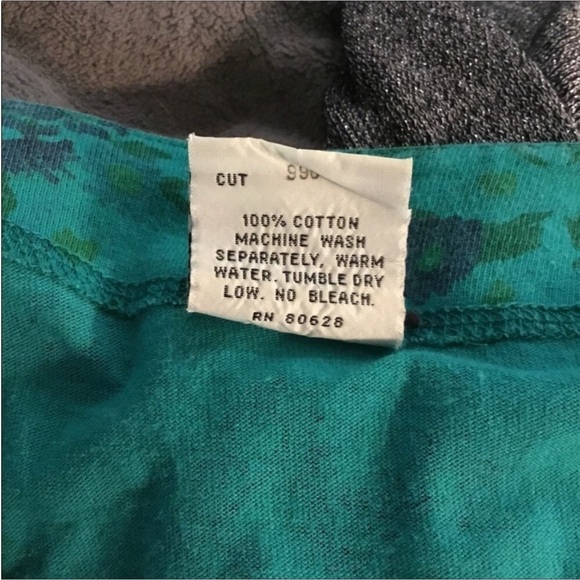 CUT
100% COTTON
MACHINE WASH
SEPARATELY, WARM
WATER. TUMBLE DRY
LOW. NO BLEACH.
RN 80628